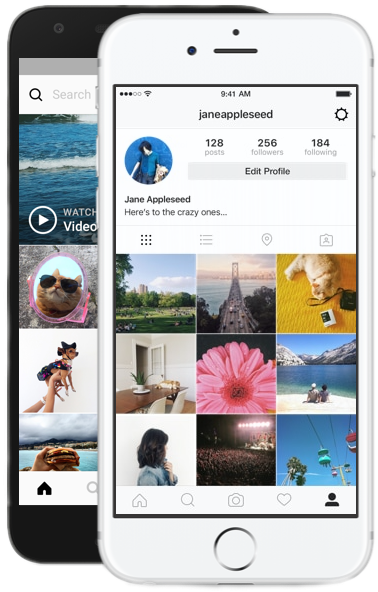 Search
WATCH
Video
9:41 AM
janeappleseed
128
256
184
posts
followers
following
Edit Profile
Jane Appleseed
Here's to the crazy ones...